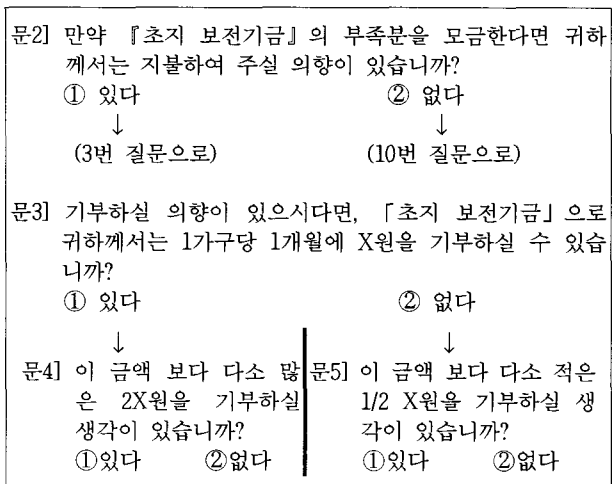 문2] 만약 『초지 보전기금』의 부족분을 모금한다면 귀하
께서는 지불하여 주실 의향이 있습니까?
① 있다 ② 없다
↓ ↓
(3번 질문으로) (10번 질문으로)
문3] 기부하실 의향이 있으시다면, 「초지 보전기금」으로
귀하께서는 1가구당 1개월에 X원을 기부하실 수 있습
니까?
① 있다 ② 없다
↓ ↓
문4] 이 금액 보다 다소 많
은 2X원을 기부하실
생각이 있습니까?
①있다 ②없다
문5] 이 금액 보다 다소 적은
1/2 X원을 기부하실 생
각이 있습니까?
①있다 ②없다